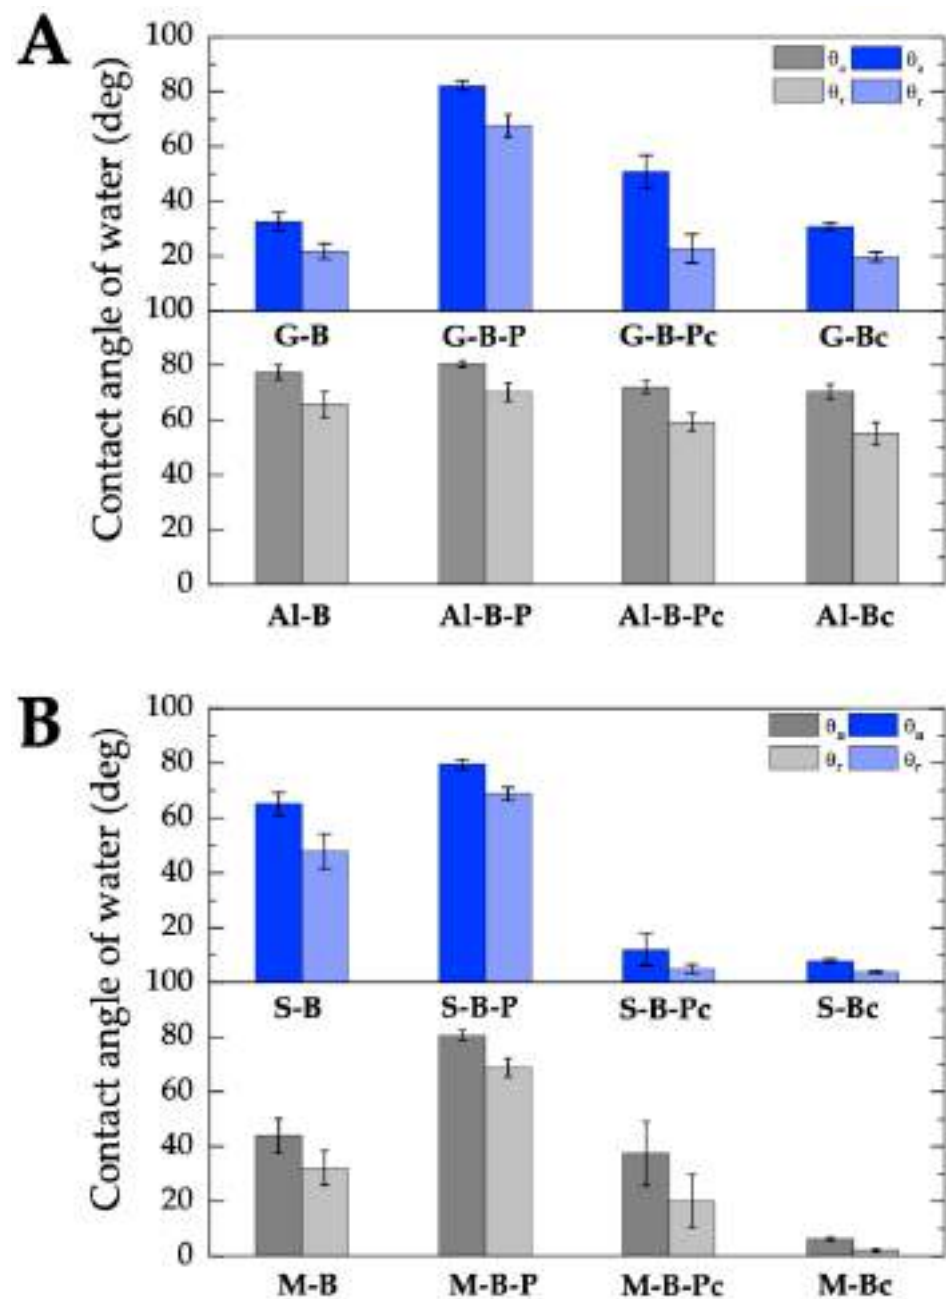 A
Contact angle of water (deg)
100
80
60
40
20
100
θa θa
θr θr
G-B G-B-P G-B-Pc G-Bc
80
60
40
20
0
Al-B Al-B-P Al-B-Pc Al-Bc
B
Contact angle of water (deg)
100
80
60
40
20
100
θa θa
θr θr
S-B S-B-P S-B-Pc S-Bc
80
60
40
20
0
M-B M-B-P M-B-Pc M-Bc